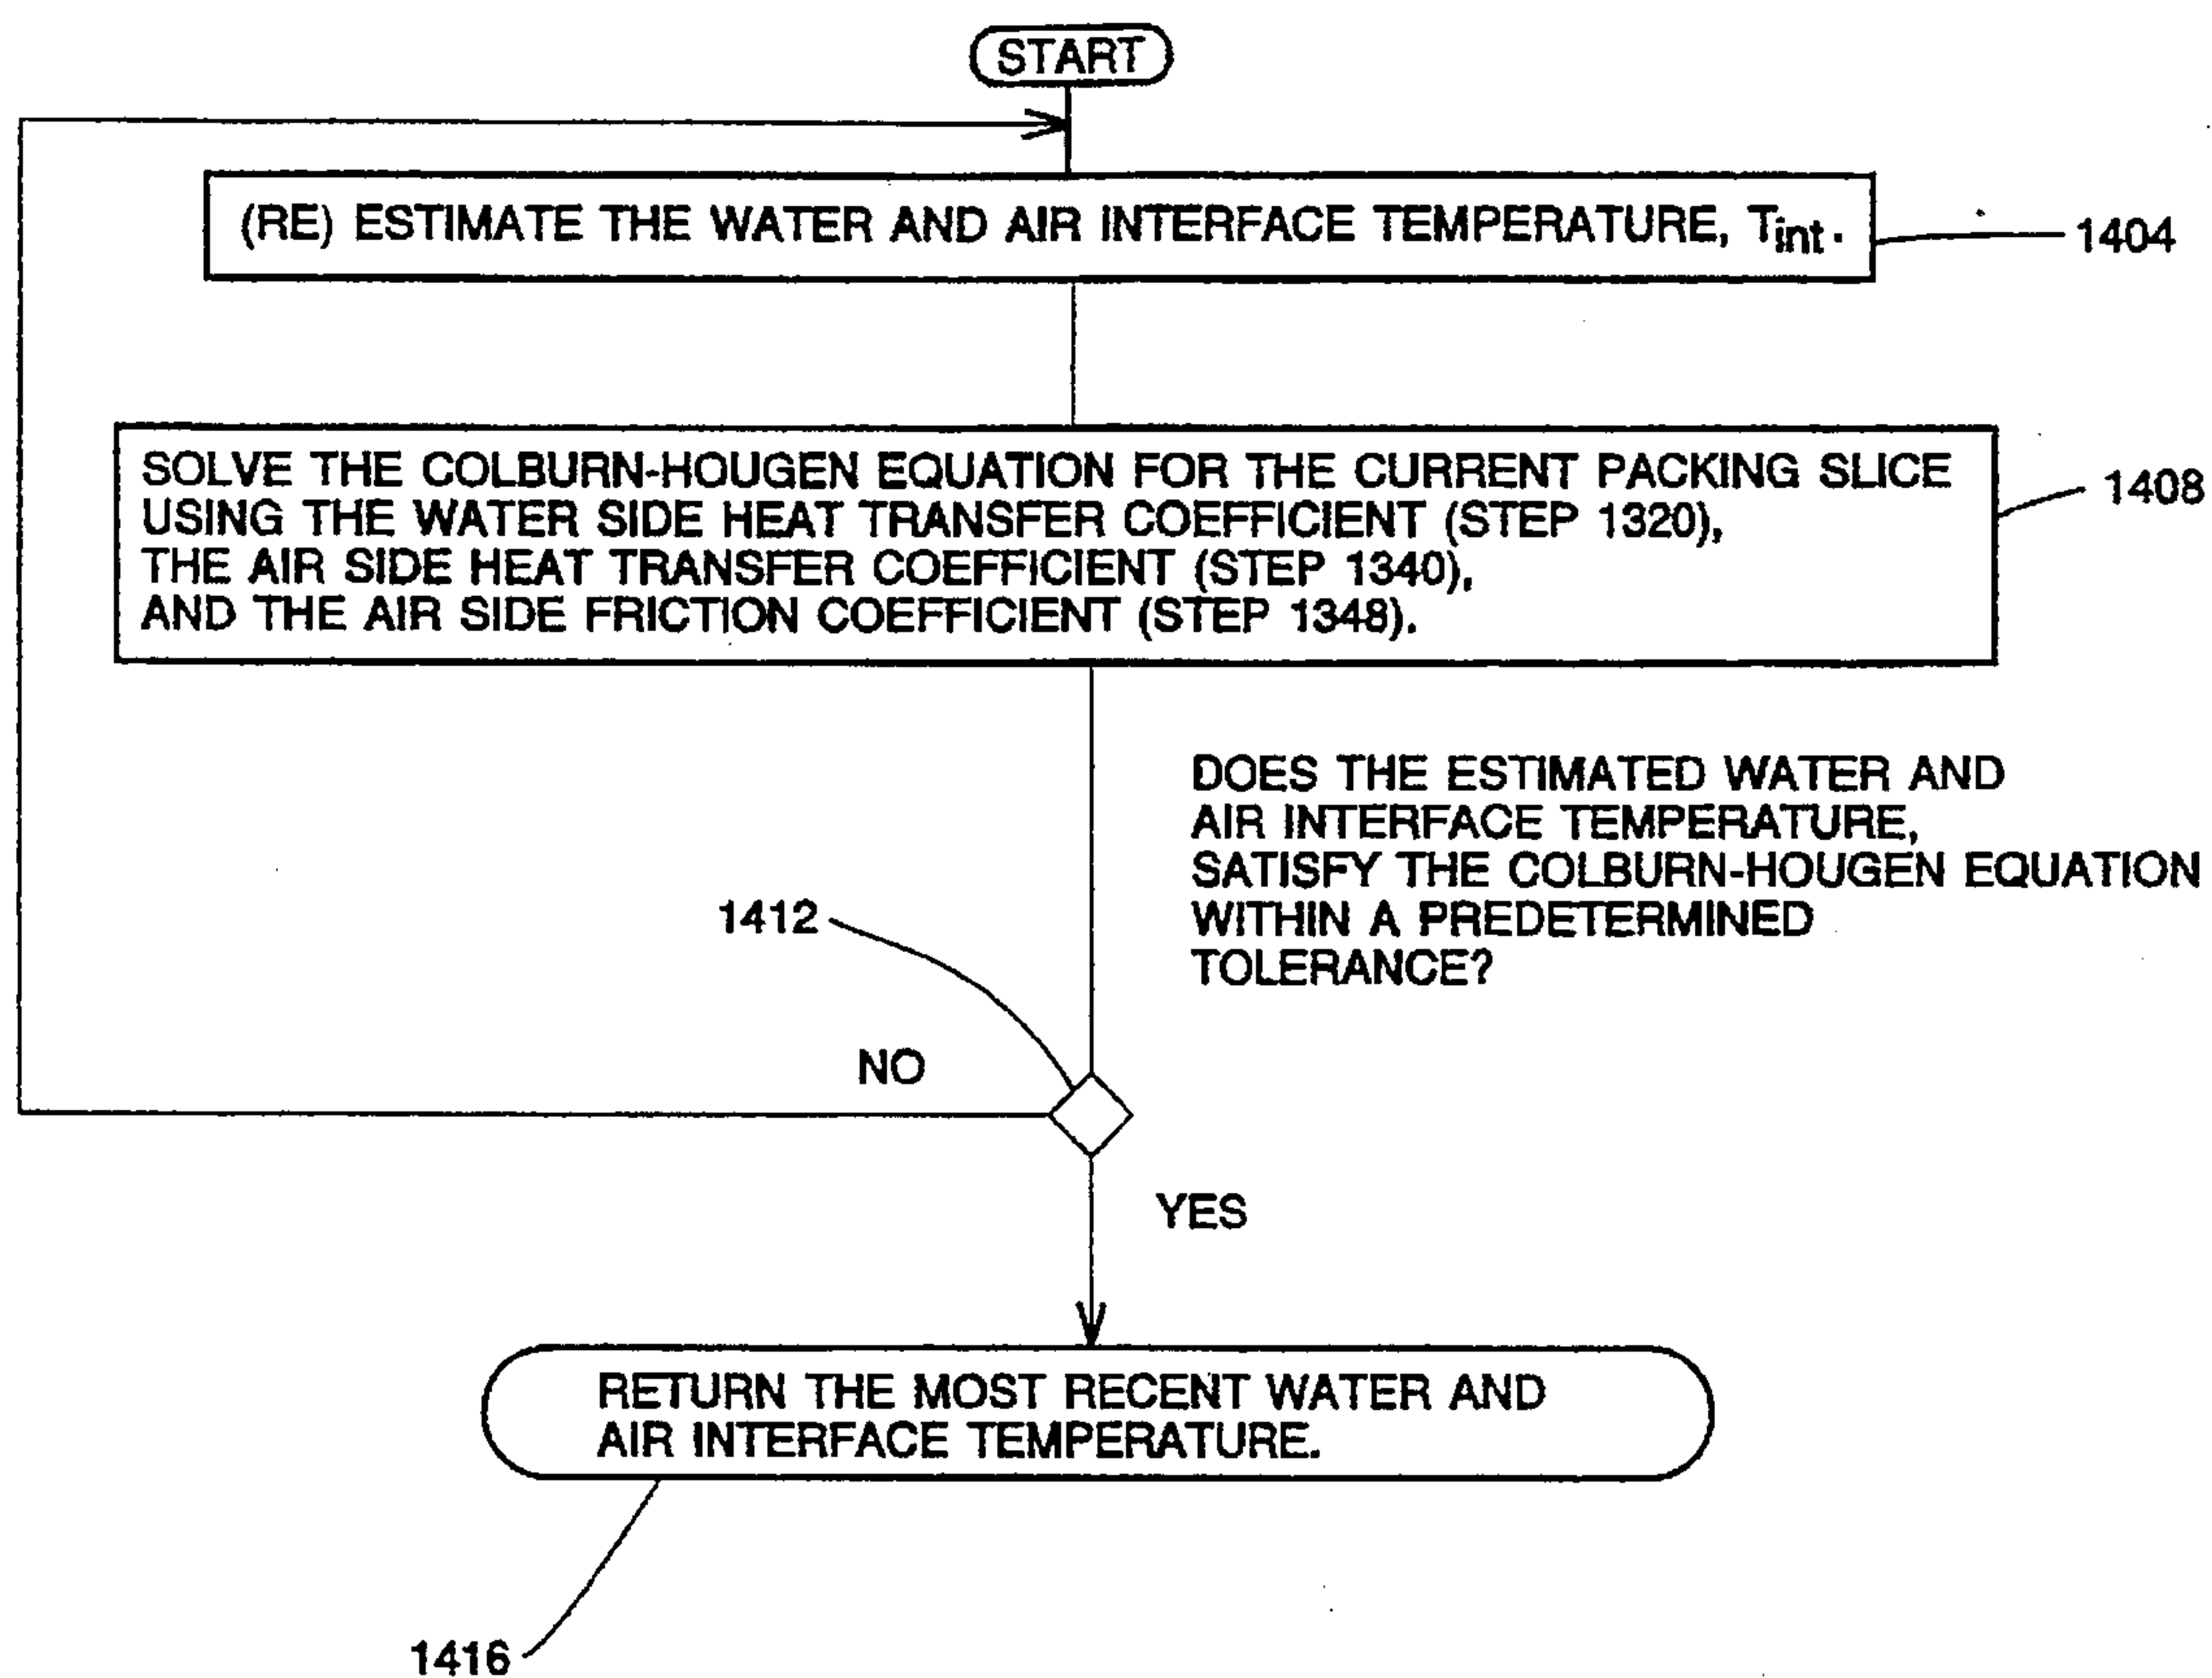 START
(RE) ESTIMATE THE WATER AND AIR INTERFACE TEMPERATURE, Tint.
1404
SOLVE THE COLBURN-HOUGEN EQUATION FOR THE CURRENT PACKING SLICE
USING THE WATER SIDE HEAT TRANSFER COEFFICIENT (STEP 1320),
THE AIR SIDE HEAT TRANSFER COEFFICIENT (STEP 1340),
AND THE AIR SIDE FRICTION COEFFICIENT (STEP 1348).
1408
DOES THE ESTIMATED WATER AND
AIR INTERFACE TEMPERATURE,
SATISFY THE COLBURN-HOUGEN EQUATION
WITHIN A PREDETERMINED
TOLERANCE?
1412
NO
YES
RETURN THE MOST RECENT WATER AND
AIR INTERFACE TEMPERATURE.
1416